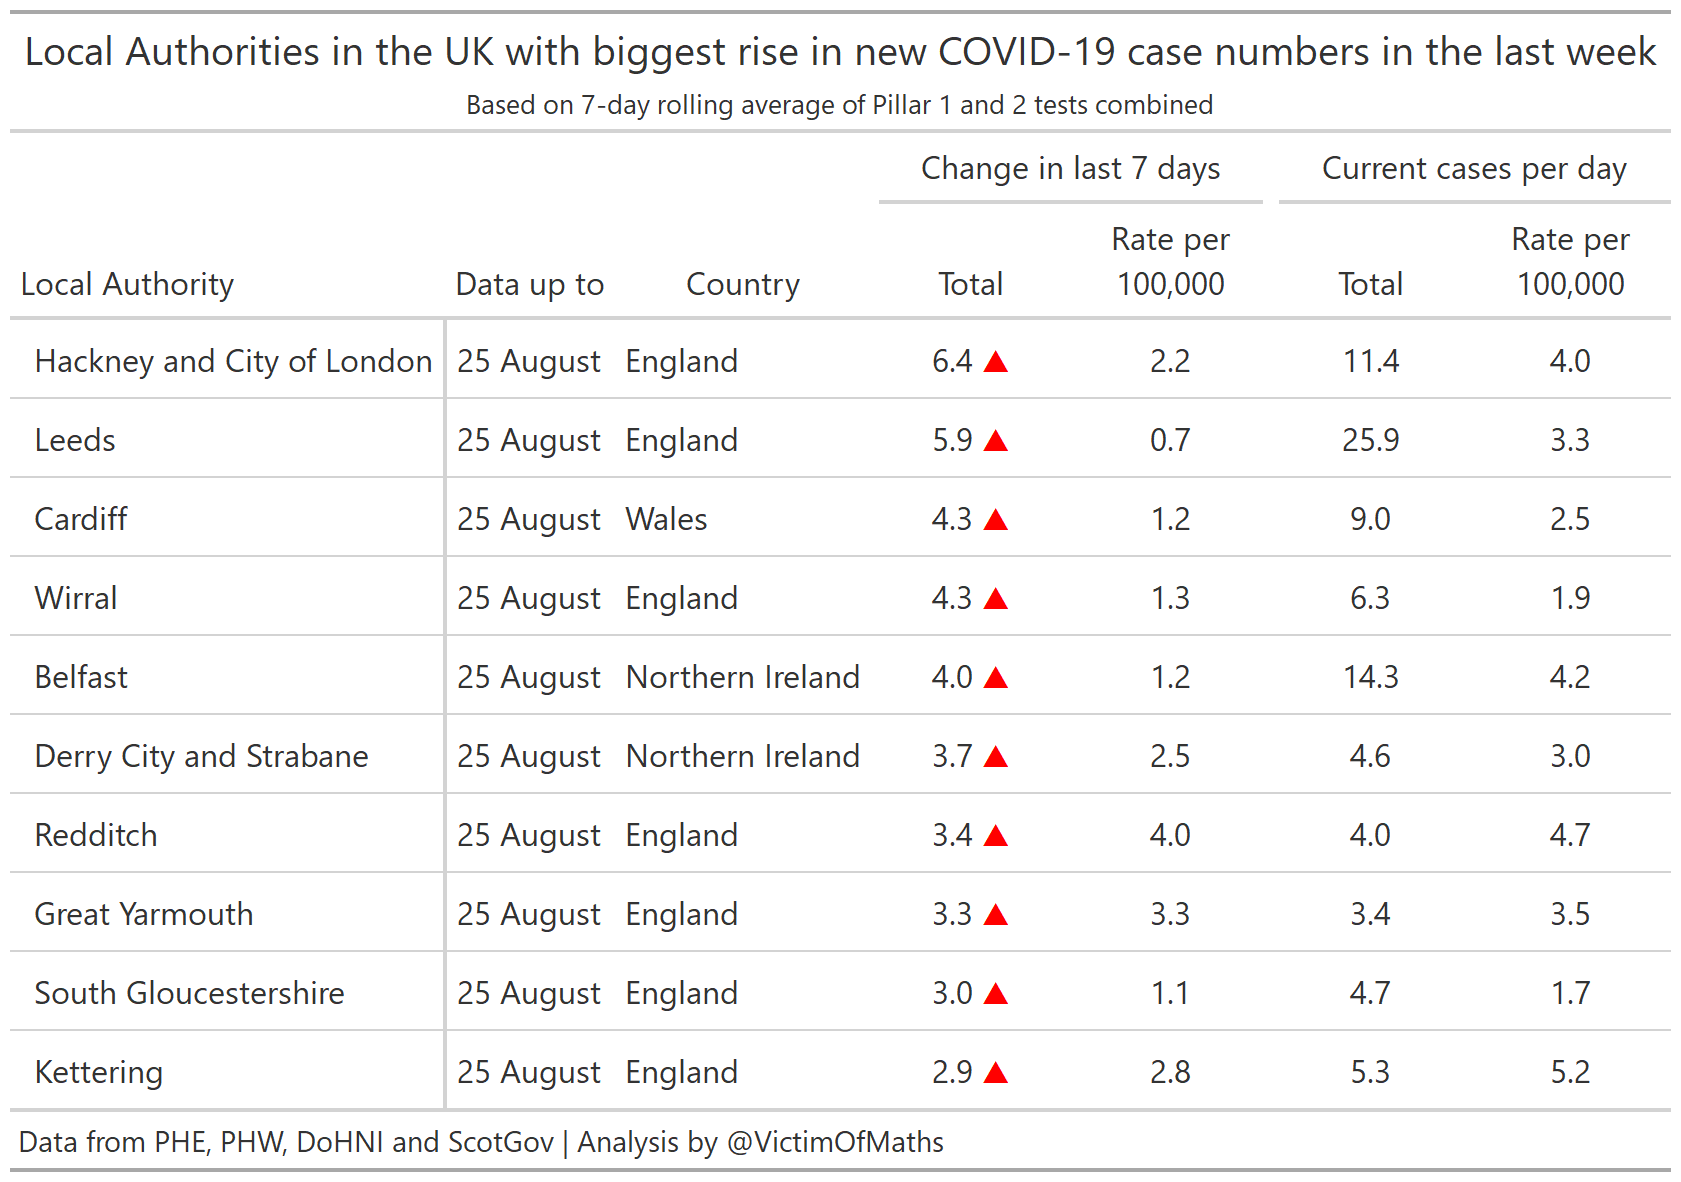 Local Authorities in the UK with biggest rise in new COVID-19 case numbers in the last week
Based on 7-day rolling average of Pillar 1 and 2 tests combined
Change in last 7 days Current cases per day
Rate per Rate per
Local Authority Data up to Country Total 100,000 Total 100,000
Hackney and City of London 25 August England 6.4 ▲ 2.2 11.4 4.0
Leeds 25 August England 5.9 ▲ 0.7 25.9 3.3
Cardiff 25 August Wales 4.3 ▲ 1.2 9.0 2.5
Wirral 25 August England 4.3 ▲ 1.3 6.3 1.9
Belfast 25 August Northern Ireland 4.0 ▲ 1.2 14.3 4.2
Derry City and Strabane 25 August Northern Ireland 3.7 ▲ 2.5 4.6 3.0
Redditch 25 August England 3.4 ▲ 4.0 4.0 4.7
Great Yarmouth 25 August England 3.3 ▲ 3.3 3.4 3.5
South Gloucestershire 25 August England 3.0 ▲ 1.1 4.7 1.7
Kettering 25 August England 2.9 ▲ 2.8 5.3 5.2
Data from PHE, PHW, DoHNI and ScotGov | Analysis by @VictimOfMaths